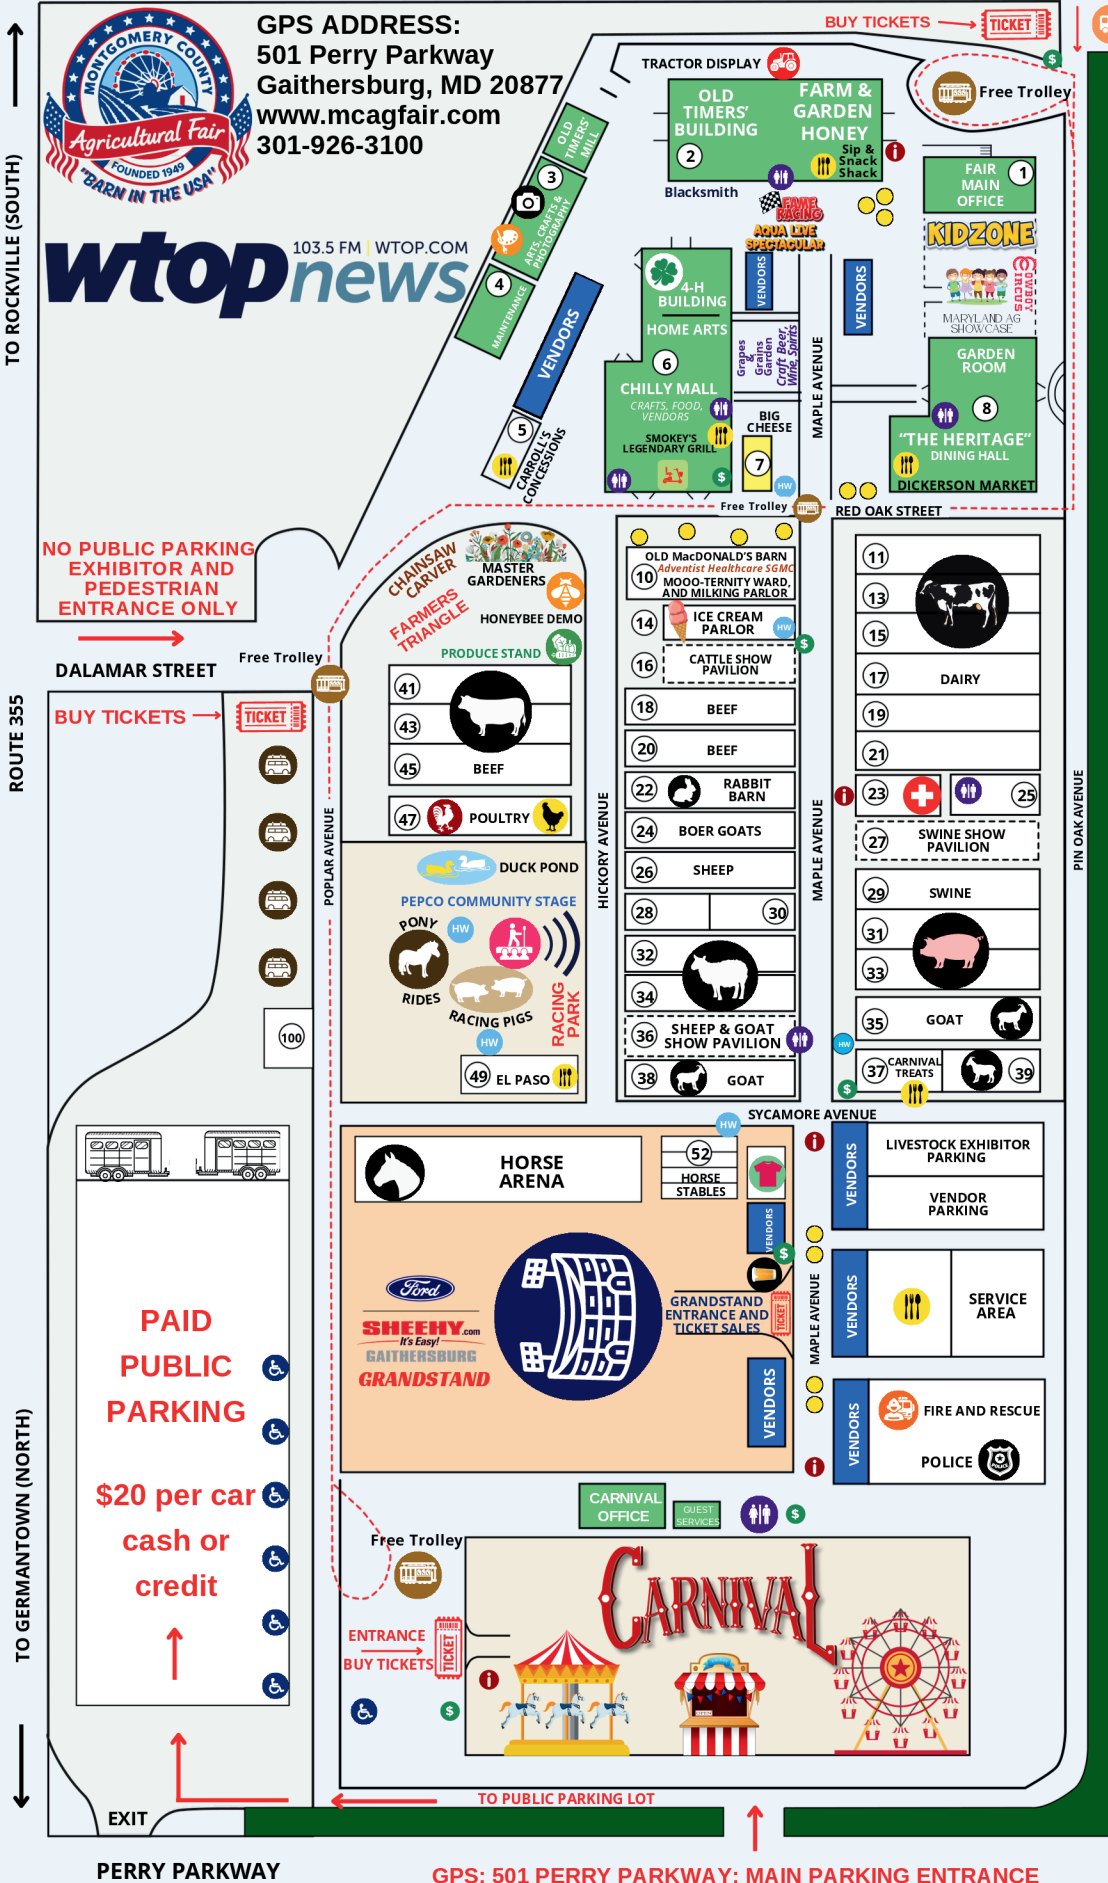 BUY TICKETS
TICKET
$
MONTGOMERY COUNTY
Agricultural Fair
FOUNDED 1949
"BARN IN THE USA"
GPS ADDRESS:
501 Perry Parkway
Gaithersburg, MD 20877
www.mcagfair.com
301-926-3100
wtop news
103.5 FM | WTOP.COM
TO ROCKVILLE (SOUTH)
TRACTOR DISPLAY
OLD
TIMERS'
BUILDING
2
FARM &
GARDEN
HONEY
Sip &
Snack
Shack
i
Blacksmith
Free Trolley
FAIR
MAIN
OFFICE
1
OLD
TIMERS'
MILL
3
ARTS, CRAFTS &
PHOTOGRAPHY
4
MAINTENANCE
VENDORS
5
CARROLL'S
CONCESSIONS
FAME
RACING
AQUA LIVE
SPECTACULAR
VENDORS
VENDORS
KIDZONE
COWBOY
CIRCUS
MARYLAND AG
SHOWCASE
4-H
BUILDING
HOME ARTS
6
CHILLY MALL
CRAFTS, FOOD,
VENDORS
SMOKEY'S
LEGENDARY GRILL
$
Grapes
&
Grains
Garden
Craft Beer,
Wine, Spirits
BIG
CHEESE
7
HW
MAPLE AVENUE
GARDEN
ROOM
8
"THE HERITAGE"
DINING HALL
DICKERSON MARKET
Free Trolley
RED OAK STREET
NO PUBLIC PARKING
EXHIBITOR AND
PEDESTRIAN
ENTRANCE ONLY
DALAMAR STREET
Free Trolley
BUY TICKETS
TICKET
ROUTE 355
POPLAR AVENUE
100
CHAINSAW
CARVER
MASTER
GARDENERS
FARMERS
TRIANGLE
HONEYBEE DEMO
PRODUCE STAND
41
43
45
BEEF
47
POULTRY
DUCK POND
PEPCO COMMUNITY STAGE
PONY
RIDES
HW
RACING PIGS
RACING
PARK
HW
49
EL PASO
HICKORY AVENUE
OLD MacDONALD'S BARN
Adventist Healthcare SGMC
10
MOOO-TERNITY WARD,
AND MILKING PARLOR
14
ICE CREAM
PARLOR
HW
$
16
CATTLE SHOW
PAVILION
18
BEEF
20
BEEF
22
RABBIT
BARN
24
BOER GOATS
26
SHEEP
28
30
32
34
36
SHEEP & GOAT
SHOW PAVILION
38
GOAT
MAPLE AVENUE
11
13
15
17
DAIRY
19
21
i
23
25
27
SWINE SHOW
PAVILION
29
SWINE
31
33
35
GOAT
HW
$
37
CARNIVAL
TREATS
39
PIN OAK AVENUE
SYCAMORE AVENUE
HW
HORSE
ARENA
52
HORSE
STABLES
VENDORS
$
Ford
SHEEHY.com
It's Easy!
GAITHERSBURG
GRANDSTAND
GRANDSTAND
ENTRANCE AND
TICKET SALES
TICKET
VENDORS
i
VENDORS
LIVESTOCK EXHIBITOR
PARKING
VENDOR
PARKING
MAPLE AVENUE
VENDORS
SERVICE
AREA
VENDORS
FIRE AND RESCUE
POLICE
POLICE
i
PAID
PUBLIC
PARKING
$20 per car
cash or
credit
TO GERMANTOWN (NORTH)
CARNIVAL
OFFICE
GUEST
SERVICES
$
Free Trolley
CARNIVAL
ENTRANCE
BUY TICKETS
TICKET
i
$
TO PUBLIC PARKING LOT
EXIT
PERRY PARKWAY
GPS: 501 PERRY PARKWAY: MAIN PARKING ENTRANCE